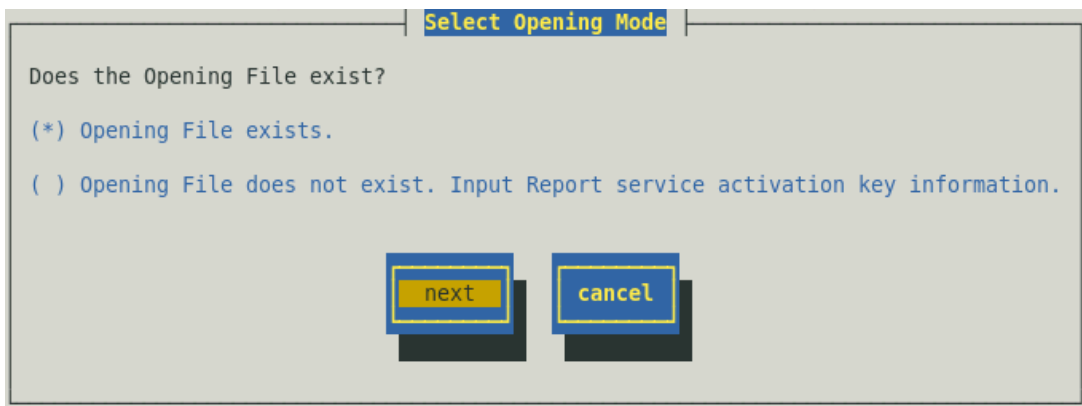 Select Opening Mode
Does the Opening File exist?
(*) Opening File exists.
( ) Opening File does not exist. Input Report service activation key information.
next cancel